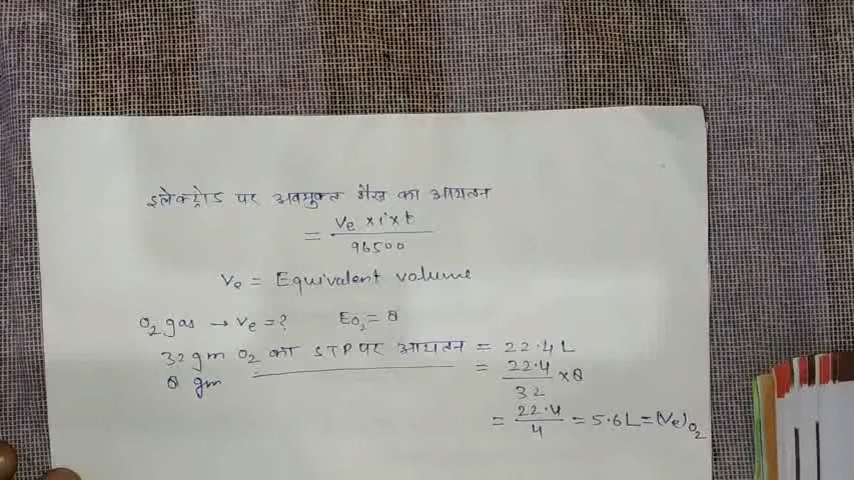 इलेक्ट्रोड पर अवमुक्त गैस का आयतन
= Ve × i × t / 96500
Ve = Equivalent volume
O₂ gas → Ve = ? E O₂ = 8
32 gm O₂ का STP पर आयतन = 22.4 L
8 gm = 22.4 / 32 × 8
= 22.4 / 4 = 5.6 L = (Ve) O₂